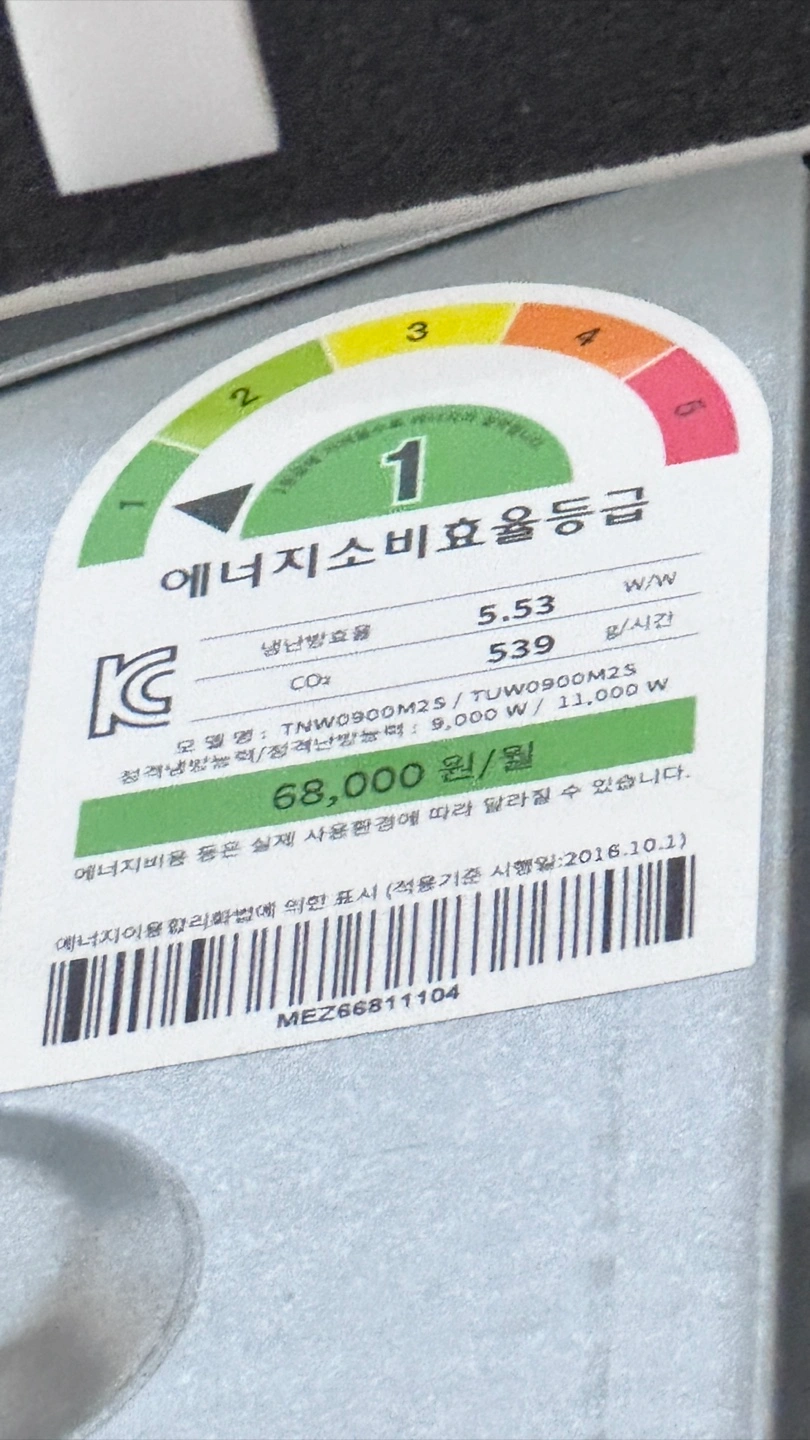 1
2
3
4
5
1
에너지소비효율등급
냉난방효율 5.53 W/W
CO₂ 539 g/시간
모델명 : TNW0900M2S / TUW0900M2S
정격냉방능력/정격난방능력 : 9,000 W / 11,000 W
68,000 원/월
에너지비용 등은 실제 사용환경에 따라 달라질 수 있습니다.
에너지이용합리화법에 의한 표시 (적용기준 시행일:2016.10.1)
MEZ66811104